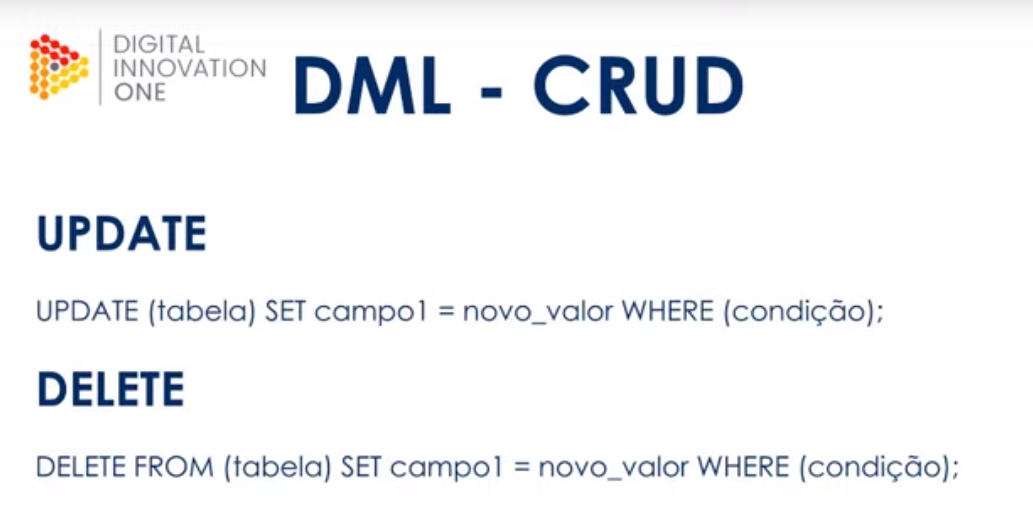 DIGITAL
INNOVATION
ONE
DML - CRUD
UPDATE
UPDATE (tabela) SET campo1 = novo_valor WHERE (condição);
DELETE
DELETE FROM (tabela) SET campo1 = novo_valor WHERE (condição);